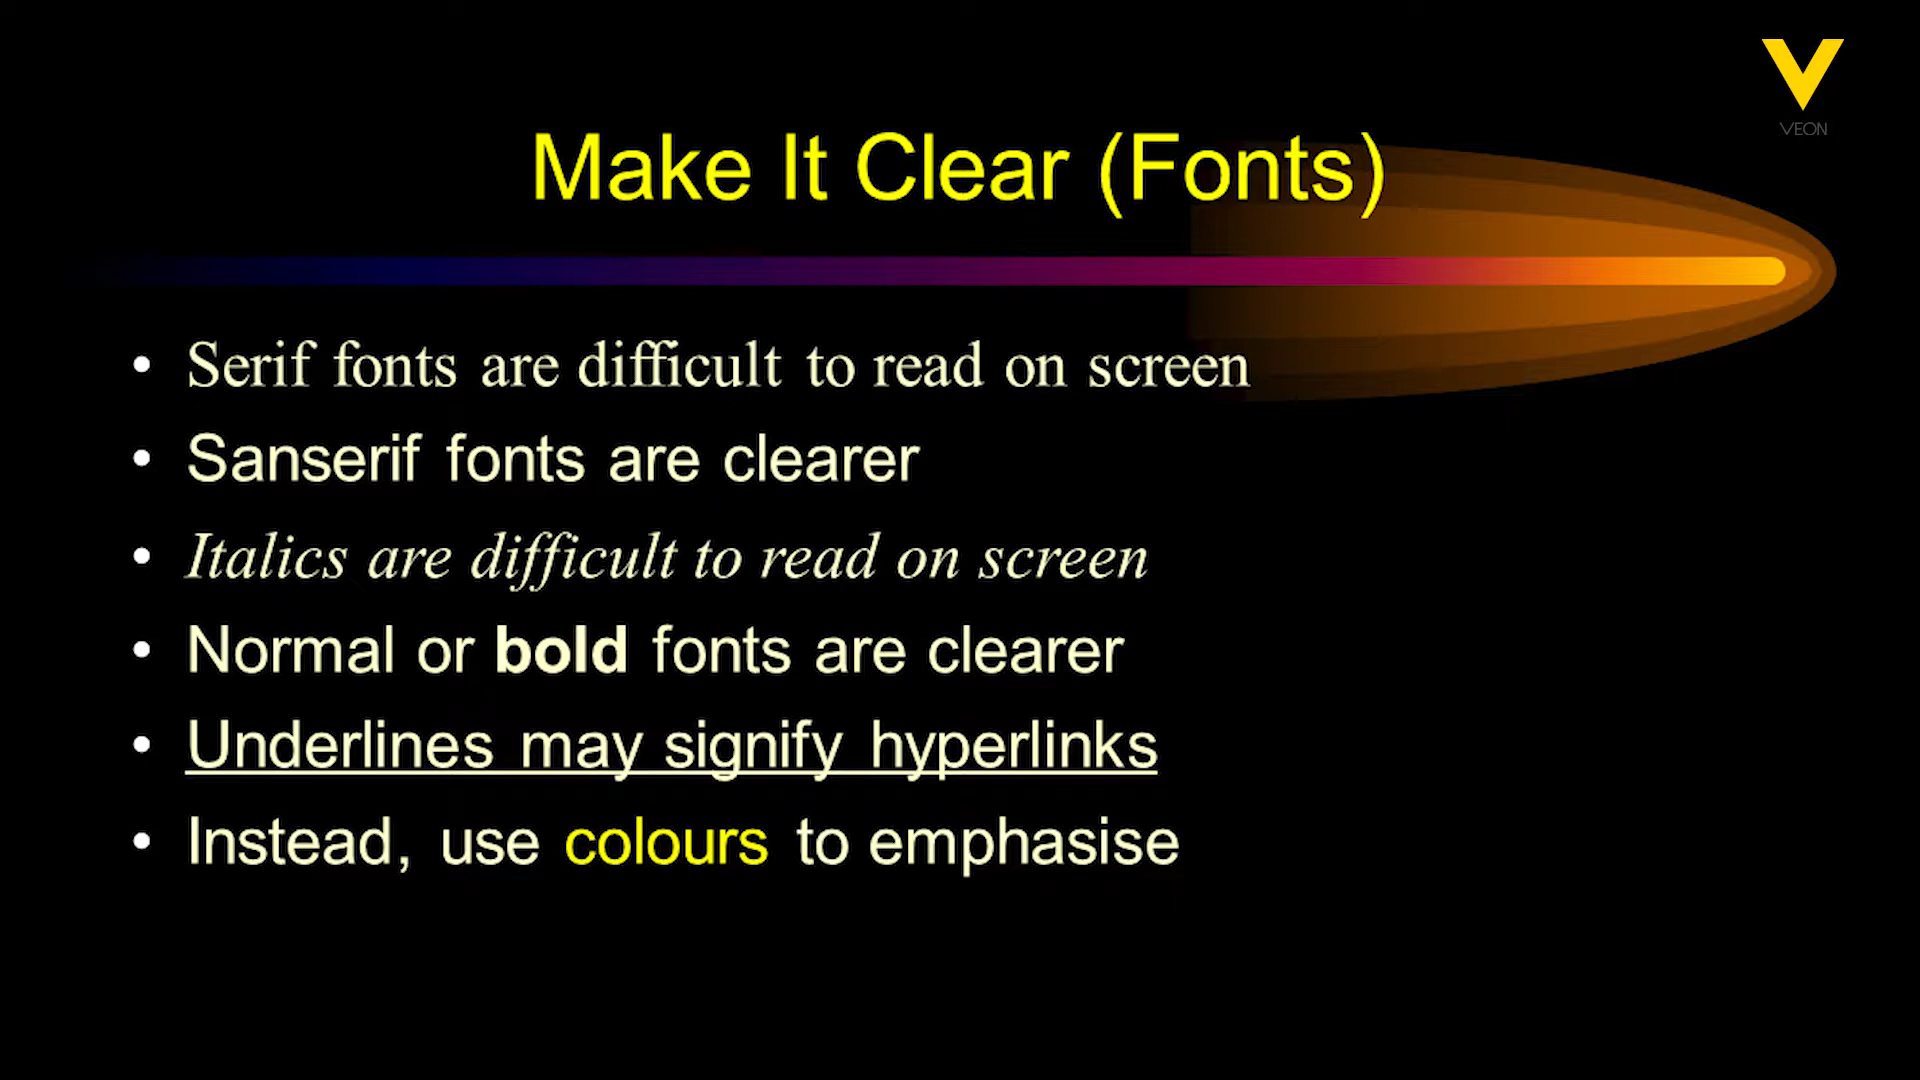 VEON
Make It Clear (Fonts)
• Serif fonts are difficult to read on screen
• Sanserif fonts are clearer
• Italics are difficult to read on screen
• Normal or bold fonts are clearer
• Underlines may signify hyperlinks
• Instead, use colours to emphasise